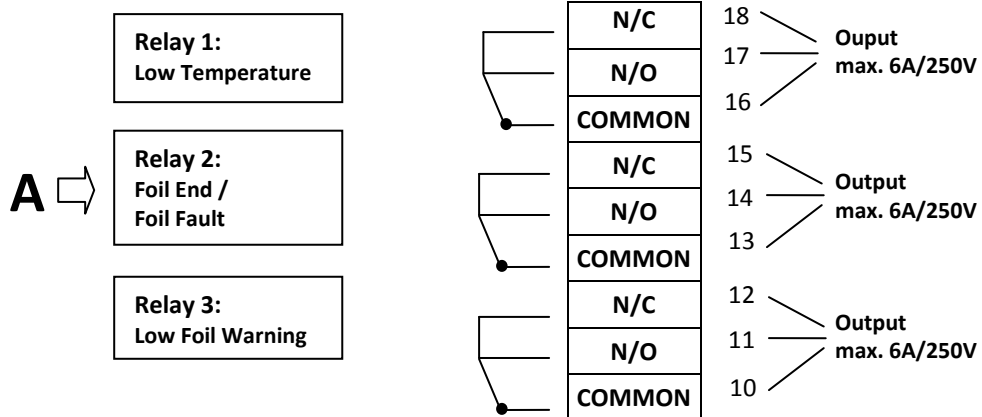 Relay 1:
Low Temperature
N/C
18
N/O
17
COMMON
16
Ouput
max. 6A/250V
A
Relay 2:
Foil End /
Foil Fault
N/C
15
N/O
14
COMMON
13
Output
max. 6A/250V
Relay 3:
Low Foil Warning
N/C
12
N/O
11
COMMON
10
Output
max. 6A/250V